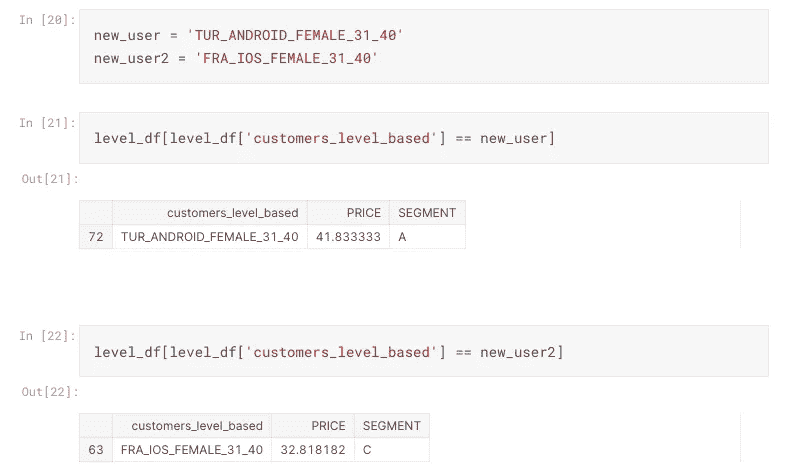 In [20]:
new_user = 'TUR_ANDROID_FEMALE_31_40'
new_user2 = 'FRA_IOS_FEMALE_31_40'
In [21]:
level_df[level_df['customers_level_based'] == new_user]
Out[21]:
customers_level_based PRICE SEGMENT
72 TUR_ANDROID_FEMALE_31_40 41.833333 A
In [22]:
level_df[level_df['customers_level_based'] == new_user2]
Out[22]:
customers_level_based PRICE SEGMENT
63 FRA_IOS_FEMALE_31_40 32.818182 C